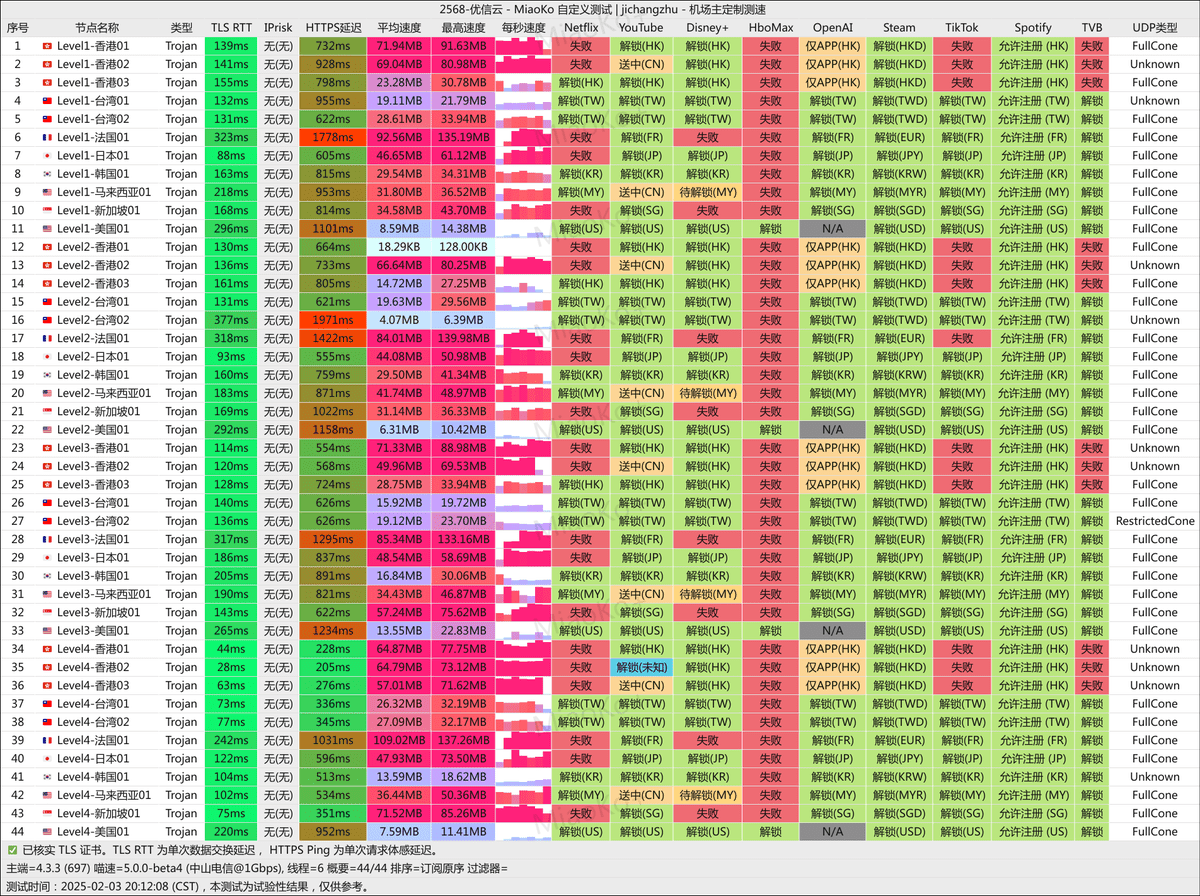 2568-优信云 - MiaoKo 自定义测试 | jichangzhu - 机场主定制测速
序号 节点名称 类型 TLS RTT IPrisk HTTPS延迟 平均速度 最高速度 每秒速度 Netflix YouTube Disney+ HboMax OpenAI Steam TikTok Spotify TVB UDP类型
1 Level1-香港01 Trojan 139ms 无(无) 732ms 71.94MB 91.63MB 失败 解锁(HK) 解锁(HK) 失败 仅APP(HK) 解锁(HKD) 失败 允许注册 (HK) 失败 FullCone
2 Level1-香港02 Trojan 141ms 无(无) 928ms 69.04MB 80.98MB 失败 送中(CN) 解锁(HK) 失败 仅APP(HK) 解锁(HKD) 失败 允许注册 (HK) 失败 Unknown
3 Level1-香港03 Trojan 155ms 无(无) 798ms 23.28MB 30.78MB 解锁(HK) 解锁(HK) 解锁(HK) 失败 仅APP(HK) 解锁(HKD) 失败 允许注册 (HK) 失败 FullCone
4 Level1-台湾01 Trojan 132ms 无(无) 955ms 19.11MB 21.79MB 解锁(TW) 解锁(TW) 解锁(TW) 失败 解锁(TW) 解锁(TWD) 解锁(TW) 允许注册 (TW) 解锁 Unknown
5 Level1-台湾02 Trojan 131ms 无(无) 622ms 28.61MB 33.94MB 解锁(TW) 解锁(TW) 解锁(TW) 失败 解锁(TW) 解锁(TWD) 解锁(TW) 允许注册 (TW) 解锁 FullCone
6 Level1-法国01 Trojan 323ms 无(无) 1778ms 92.56MB 135.19MB 失败 解锁(FR) 失败 失败 解锁(FR) 解锁(EUR) 解锁(FR) 允许注册 (FR) 解锁 FullCone
7 Level1-日本01 Trojan 88ms 无(无) 605ms 46.65MB 61.12MB 失败 解锁(JP) 解锁(JP) 失败 解锁(JP) 解锁(JPY) 解锁(JP) 允许注册 (JP) 解锁 FullCone
8 Level1-韩国01 Trojan 163ms 无(无) 815ms 29.54MB 34.31MB 解锁(KR) 解锁(KR) 解锁(KR) 失败 解锁(KR) 解锁(KRW) 解锁(KR) 允许注册 (KR) 解锁 FullCone
9 Level1-马来西亚01 Trojan 218ms 无(无) 953ms 31.80MB 36.52MB 解锁(MY) 送中(CN) 待解锁(MY) 失败 解锁(MY) 解锁(MYR) 解锁(MY) 允许注册 (MY) 解锁 FullCone
10 Level1-新加坡01 Trojan 168ms 无(无) 814ms 34.58MB 43.70MB 失败 解锁(SG) 失败 失败 解锁(SG) 解锁(SGD) 解锁(SG) 允许注册 (SG) 解锁 FullCone
11 Level1-美国01 Trojan 296ms 无(无) 1101ms 8.59MB 14.38MB 解锁(US) 解锁(US) 解锁(US) 解锁 N/A 解锁(USD) 解锁(US) 允许注册 (US) 解锁 FullCone
12 Level2-香港01 Trojan 130ms 无(无) 664ms 18.29KB 128.00KB 失败 解锁(HK) 解锁(HK) 失败 仅APP(HK) 解锁(HKD) 失败 允许注册 (HK) 失败 FullCone
13 Level2-香港02 Trojan 136ms 无(无) 733ms 66.64MB 80.25MB 失败 送中(CN) 解锁(HK) 失败 仅APP(HK) 解锁(HKD) 失败 允许注册 (HK) 失败 Unknown
14 Level2-香港03 Trojan 161ms 无(无) 805ms 14.72MB 27.25MB 解锁(HK) 解锁(HK) 解锁(HK) 失败 仅APP(HK) 解锁(HKD) 失败 允许注册 (HK) 失败 FullCone
15 Level2-台湾01 Trojan 131ms 无(无) 621ms 19.63MB 29.56MB 解锁(TW) 解锁(TW) 解锁(TW) 失败 解锁(TW) 解锁(TWD) 解锁(TW) 允许注册 (TW) 解锁 FullCone
16 Level2-台湾02 Trojan 377ms 无(无) 1971ms 4.07MB 6.39MB 解锁(TW) 解锁(TW) 解锁(TW) 失败 解锁(TW) 解锁(TWD) 解锁(TW) 允许注册 (TW) 解锁 Unknown
17 Level2-法国01 Trojan 318ms 无(无) 1422ms 84.01MB 139.98MB 失败 解锁(FR) 失败 失败 解锁(FR) 解锁(EUR) 失败 允许注册 (FR) 解锁 FullCone
18 Level2-日本01 Trojan 93ms 无(无) 555ms 44.08MB 50.98MB 失败 解锁(JP) 解锁(JP) 失败 解锁(JP) 解锁(JPY) 解锁(JP) 允许注册 (JP) 解锁 FullCone
19 Level2-韩国01 Trojan 160ms 无(无) 759ms 29.50MB 41.34MB 解锁(KR) 解锁(KR) 解锁(KR) 失败 解锁(KR) 解锁(KRW) 解锁(KR) 允许注册 (KR) 解锁 FullCone
20 Level2-马来西亚01 Trojan 183ms 无(无) 871ms 41.74MB 48.97MB 解锁(MY) 送中(CN) 待解锁(MY) 失败 解锁(MY) 解锁(MYR) 解锁(MY) 允许注册 (MY) 解锁 FullCone
21 Level2-新加坡01 Trojan 169ms 无(无) 1022ms 31.14MB 36.33MB 失败 解锁(SG) 失败 失败 解锁(SG) 解锁(SGD) 解锁(SG) 允许注册 (SG) 解锁 FullCone
22 Level2-美国01 Trojan 292ms 无(无) 1158ms 6.31MB 10.42MB 解锁(US) 解锁(US) 解锁(US) 解锁 N/A 解锁(USD) 解锁(US) 允许注册 (US) 解锁 FullCone
23 Level3-香港01 Trojan 114ms 无(无) 554ms 71.33MB 88.98MB 失败 解锁(HK) 解锁(HK) 失败 仅APP(HK) 解锁(HKD) 失败 允许注册 (HK) 失败 Unknown
24 Level3-香港02 Trojan 120ms 无(无) 568ms 49.96MB 69.53MB 失败 送中(CN) 解锁(HK) 失败 仅APP(HK) 解锁(HKD) 失败 允许注册 (HK) 失败 Unknown
25 Level3-香港03 Trojan 128ms 无(无) 724ms 28.75MB 33.94MB 解锁(HK) 解锁(HK) 解锁(HK) 失败 仅APP(HK) 解锁(HKD) 失败 允许注册 (HK) 失败 FullCone
26 Level3-台湾01 Trojan 140ms 无(无) 626ms 15.92MB 19.72MB 解锁(TW) 解锁(TW) 解锁(TW) 失败 解锁(TW) 解锁(TWD) 解锁(TW) 允许注册 (TW) 解锁 FullCone
27 Level3-台湾02 Trojan 136ms 无(无) 626ms 19.12MB 23.70MB 解锁(TW) 解锁(TW) 解锁(TW) 失败 解锁(TW) 解锁(TWD) 解锁(TW) 允许注册 (TW) 解锁 RestrictedCone
28 Level3-法国01 Trojan 317ms 无(无) 1295ms 85.34MB 133.16MB 失败 解锁(FR) 失败 失败 解锁(FR) 解锁(EUR) 解锁(FR) 允许注册 (FR) 解锁 FullCone
29 Level3-日本01 Trojan 186ms 无(无) 837ms 48.54MB 58.69MB 失败 解锁(JP) 解锁(JP) 失败 解锁(JP) 解锁(JPY) 解锁(JP) 允许注册 (JP) 解锁 FullCone
30 Level3-韩国01 Trojan 205ms 无(无) 891ms 16.84MB 30.06MB 解锁(KR) 解锁(KR) 解锁(KR) 失败 解锁(KR) 解锁(KRW) 解锁(KR) 允许注册 (KR) 解锁 FullCone
31 Level3-马来西亚01 Trojan 190ms 无(无) 821ms 34.43MB 46.87MB 解锁(MY) 送中(CN) 待解锁(MY) 失败 解锁(MY) 解锁(MYR) 解锁(MY) 允许注册 (MY) 解锁 FullCone
32 Level3-新加坡01 Trojan 143ms 无(无) 622ms 57.24MB 75.62MB 失败 解锁(SG) 失败 失败 解锁(SG) 解锁(SGD) 解锁(SG) 允许注册 (SG) 解锁 FullCone
33 Level3-美国01 Trojan 265ms 无(无) 1234ms 13.55MB 22.83MB 解锁(US) 解锁(US) 解锁(US) 解锁 N/A 解锁(USD) 解锁(US) 允许注册 (US) 解锁 FullCone
34 Level4-香港01 Trojan 44ms 无(无) 228ms 64.87MB 77.75MB 失败 解锁(HK) 解锁(HK) 失败 仅APP(HK) 解锁(HKD) 失败 允许注册 (HK) 失败 Unknown
35 Level4-香港02 Trojan 28ms 无(无) 205ms 64.79MB 73.12MB 失败 解锁(未知) 解锁(HK) 失败 仅APP(HK) 解锁(HKD) 失败 允许注册 (HK) 失败 Unknown
36 Level4-香港03 Trojan 63ms 无(无) 276ms 57.01MB 71.62MB 失败 送中(CN) 解锁(HK) 失败 仅APP(HK) 解锁(HKD) 失败 允许注册 (HK) 失败 Unknown
37 Level4-台湾01 Trojan 73ms 无(无) 336ms 26.32MB 32.19MB 解锁(TW) 解锁(TW) 解锁(TW) 失败 解锁(TW) 解锁(TWD) 解锁(TW) 允许注册 (TW) 解锁 FullCone
38 Level4-台湾02 Trojan 77ms 无(无) 345ms 27.09MB 32.17MB 解锁(TW) 解锁(TW) 解锁(TW) 失败 解锁(TW) 解锁(TWD) 解锁(TW) 允许注册 (TW) 解锁 FullCone
39 Level4-法国01 Trojan 242ms 无(无) 1031ms 109.02MB 137.26MB 失败 解锁(FR) 失败 失败 解锁(FR) 解锁(EUR) 解锁(FR) 允许注册 (FR) 解锁 FullCone
40 Level4-日本01 Trojan 122ms 无(无) 596ms 47.93MB 73.50MB 失败 解锁(JP) 解锁(JP) 失败 解锁(JP) 解锁(JPY) 解锁(JP) 允许注册 (JP) 解锁 FullCone
41 Level4-韩国01 Trojan 104ms 无(无) 513ms 13.59MB 18.62MB 解锁(KR) 解锁(KR) 解锁(KR) 失败 解锁(KR) 解锁(KRW) 解锁(KR) 允许注册 (KR) 解锁 Unknown
42 Level4-马来西亚01 Trojan 102ms 无(无) 534ms 36.44MB 50.36MB 解锁(MY) 送中(CN) 待解锁(MY) 失败 解锁(MY) 解锁(MYR) 解锁(MY) 允许注册 (MY) 解锁 FullCone
43 Level4-新加坡01 Trojan 75ms 无(无) 351ms 71.52MB 85.26MB 失败 解锁(SG) 失败 失败 解锁(SG) 解锁(SGD) 解锁(SG) 允许注册 (SG) 解锁 FullCone
44 Level4-美国01 Trojan 220ms 无(无) 952ms 7.59MB 11.41MB 解锁(US) 解锁(US) 解锁(US) 解锁 N/A 解锁(USD) 解锁(US) 允许注册 (US) 解锁 FullCone
✅ 已核实 TLS 证书。TLS RTT 为单次数据交换延迟， HTTPS Ping 为单次请求体感延迟。
主端=4.3.3 (697) 喵速=5.0.0-beta4 (中山电信@1Gbps), 线程=6 概要=44/44 排序=订阅原序 过滤器=
测试时间：2025-02-03 20:12:08 (CST)，本测试为试验性结果，仅供参考。